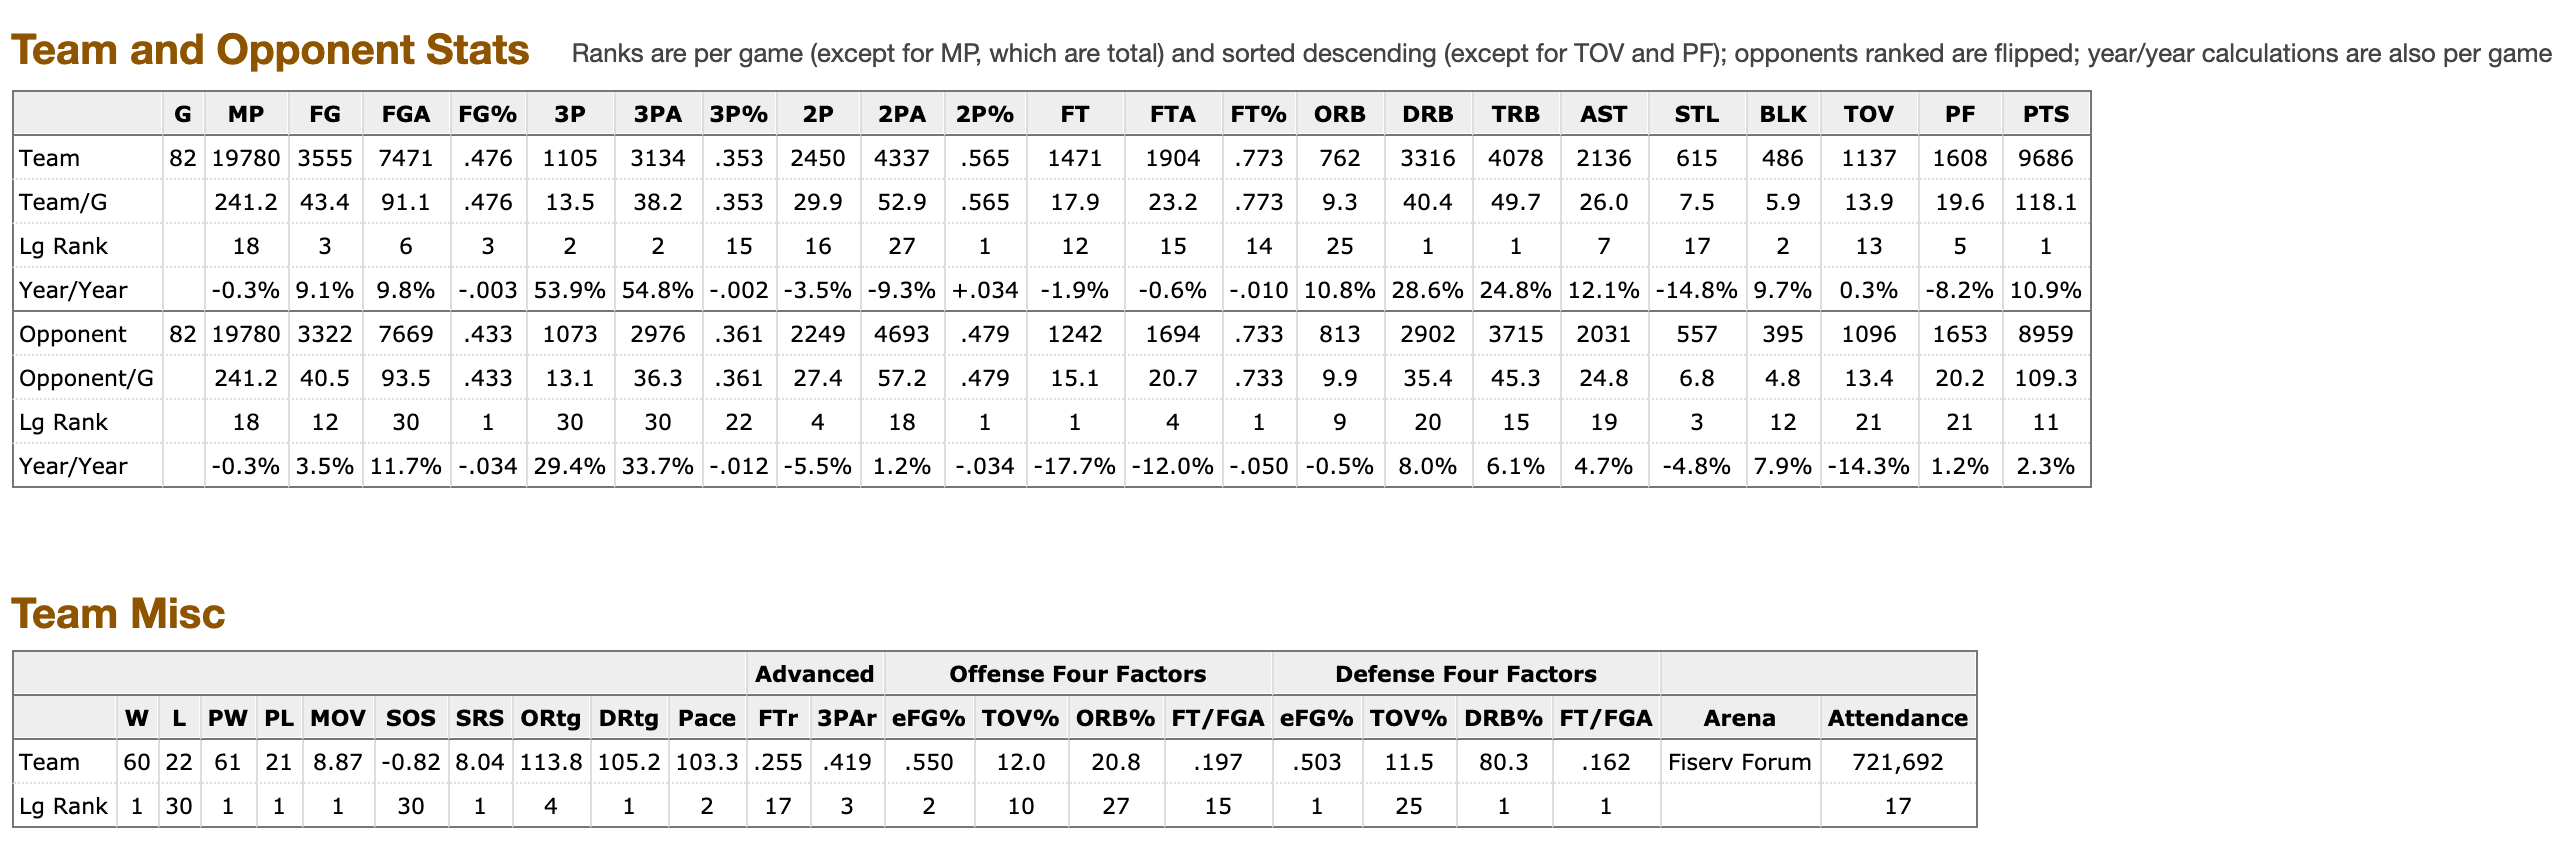 Team and Opponent Stats Ranks are per game (except for MP, which are total) and sorted descending (except for TOV and PF); opponents ranked are flipped; year/year calculations are also per game
G MP FG FGA FG% 3P 3PA 3P% 2P 2PA 2P% FT FTA FT% ORB DRB TRB AST STL BLK TOV PF PTS
Team 82 19780 3555 7471 .476 1105 3134 .353 2450 4337 .565 1471 1904 .773 762 3316 4078 2136 615 486 1137 1608 9686
Team/G 241.2 43.4 91.1 .476 13.5 38.2 .353 29.9 52.9 .565 17.9 23.2 .773 9.3 40.4 49.7 26.0 7.5 5.9 13.9 19.6 118.1
Lg Rank 18 3 6 3 2 2 15 16 27 1 12 15 14 25 1 1 7 17 2 13 5 1
Year/Year -0.3% 9.1% 9.8% -.003 53.9% 54.8% -.002 -3.5% -9.3% +.034 -1.9% -0.6% -.010 10.8% 28.6% 24.8% 12.1% -14.8% 9.7% 0.3% -8.2% 10.9%
Opponent 82 19780 3322 7669 .433 1073 2976 .361 2249 4693 .479 1242 1694 .733 813 2902 3715 2031 557 395 1096 1653 8959
Opponent/G 241.2 40.5 93.5 .433 13.1 36.3 .361 27.4 57.2 .479 15.1 20.7 .733 9.9 35.4 45.3 24.8 6.8 4.8 13.4 20.2 109.3
Lg Rank 18 12 30 1 30 30 22 4 18 1 1 4 1 9 20 15 19 3 12 21 21 11
Year/Year -0.3% 3.5% 11.7% -.034 29.4% 33.7% -.012 -5.5% 1.2% -.034 -17.7% -12.0% -.050 -0.5% 8.0% 6.1% 4.7% -4.8% 7.9% -14.3% 1.2% 2.3%
Team Misc
Advanced Offense Four Factors Defense Four Factors
W L PW PL MOV SOS SRS ORtg DRtg Pace FTr 3PAr eFG% TOV% ORB% FT/FGA eFG% TOV% DRB% FT/FGA Arena Attendance
Team 60 22 61 21 8.87 -0.82 8.04 113.8 105.2 103.3 .255 .419 .550 12.0 20.8 .197 .503 11.5 80.3 .162 Fiserv Forum 721,692
Lg Rank 1 30 1 1 1 30 1 4 1 2 17 3 2 10 27 15 1 25 1 1 17